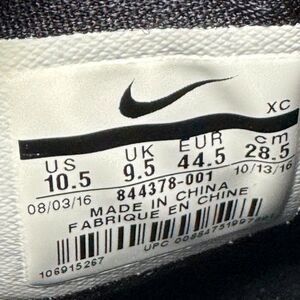 XC
US UK EUR cm
10.5 9.5 44.5 28.5
08/03/16 844378-001 10/13/16
MADE IN CHINA
FABRIQUE EN CHINE
106915267
UPC